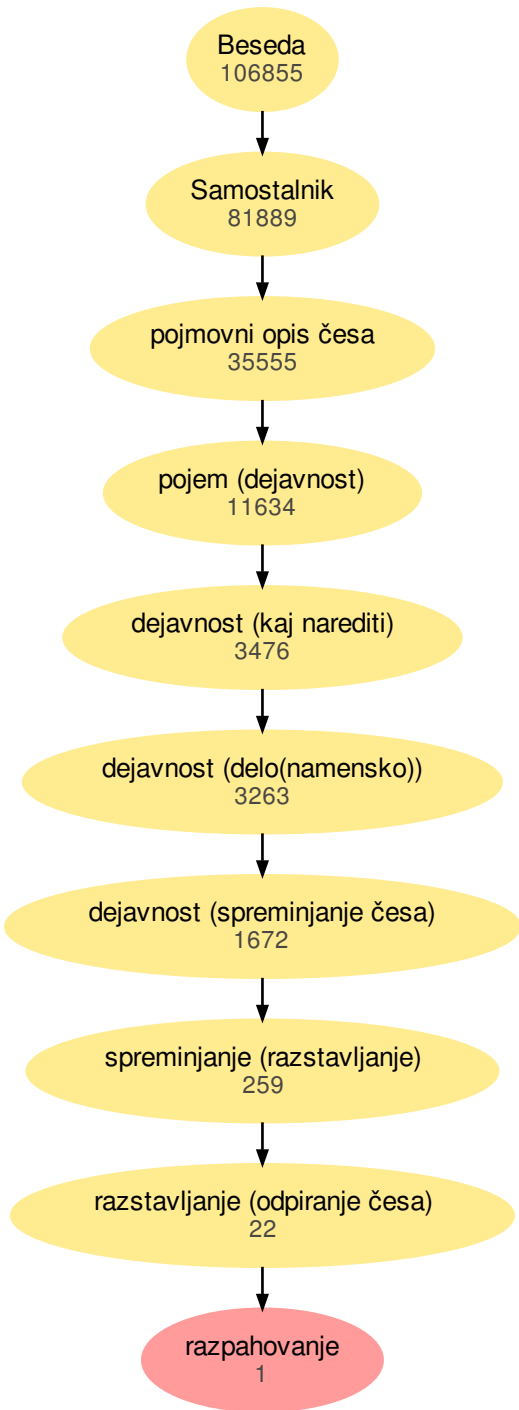 Beseda
106855
Samostalnik
81889
pojmovni opis česa
35555
pojem (dejavnost)
11634
dejavnost (kaj narediti)
3476
dejavnost (delo(namensko))
3263
dejavnost (spreminjanje česa)
1672
spreminjanje (razstavljanje)
259
razstavljanje (odpiranje česa)
22
razpahovanje
1